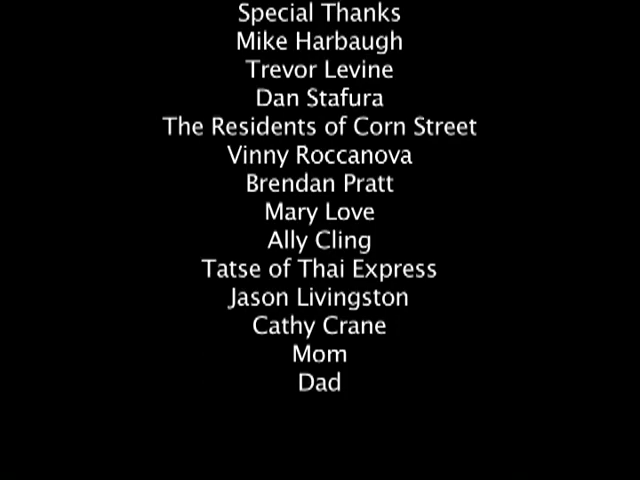 Special Thanks
Mike Harbaugh
Trevor Levine
Dan Stafura
The Residents of Corn Street
Vinny Roccanova
Brendan Pratt
Mary Love
Ally Cling
Tatse of Thai Express
Jason Livingston
Cathy Crane
Mom
Dad